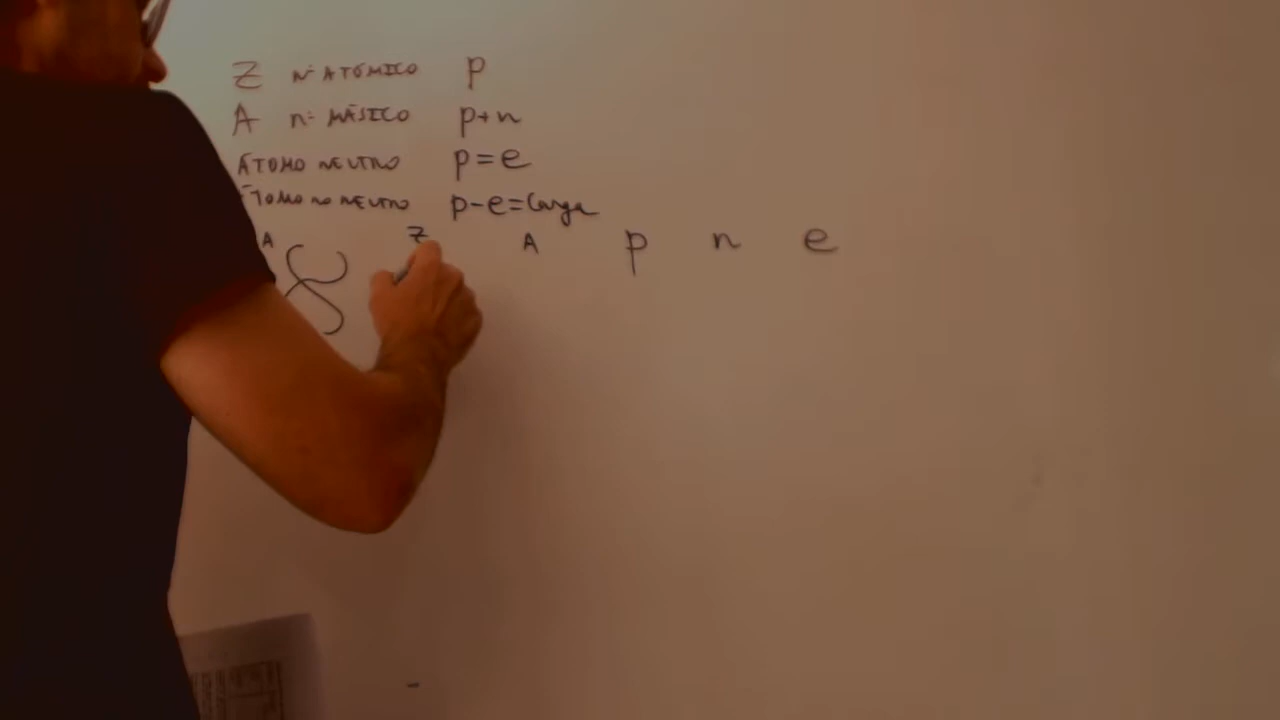 Z nº ATÓMICO p
A nº MÁSICO p+n
ÁTOMO NEUTRO p=e
ÁTOMO NO NEUTRO p-e=Carga
A Z A p n e
X